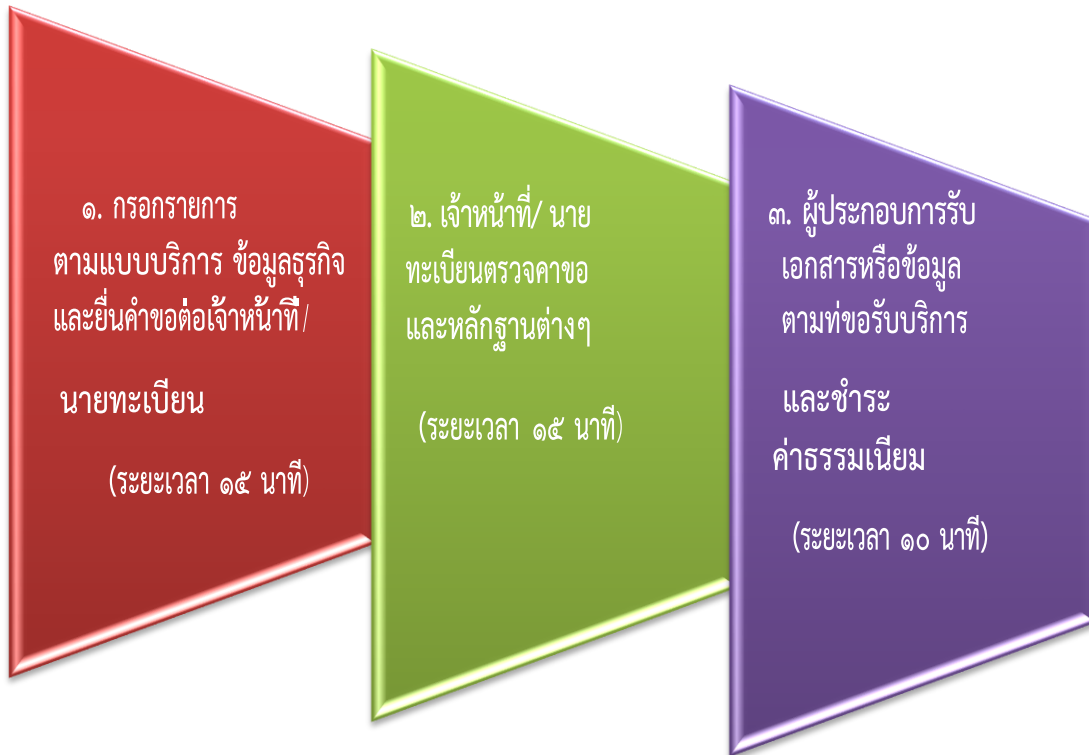 ๑. กรอกรายการ
ตามแบบบริการ ข้อมูลธุรกิจ
และยื่นคำขอต่อเจ้าหน้าที่/
นายทะเบียน
(ระยะเวลา ๑๕ นาที)
๒. เจ้าหน้าที่/ นาย
ทะเบียนตรวจคาขอ
และหลักฐานต่างๆ
(ระยะเวลา ๑๕ นาที)
๓. ผู้ประกอบการรับ
เอกสารหรือข้อมูล
ตามท่ขอรับบริการ
และชำระ
ค่าธรรมเนียม
(ระยะเวลา ๑๐ นาที)